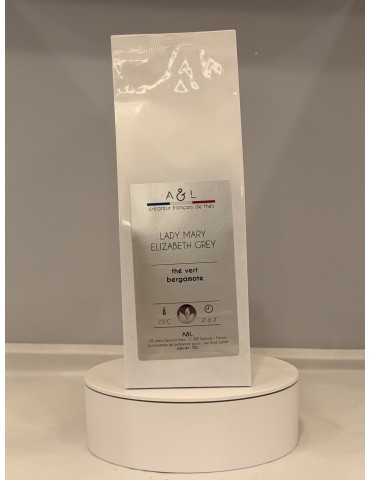 A&L
créateur français de thés
LADY MARY
ELIZABETH GREY
thé vert
bergamote
75°C
2 à 3'
A&L